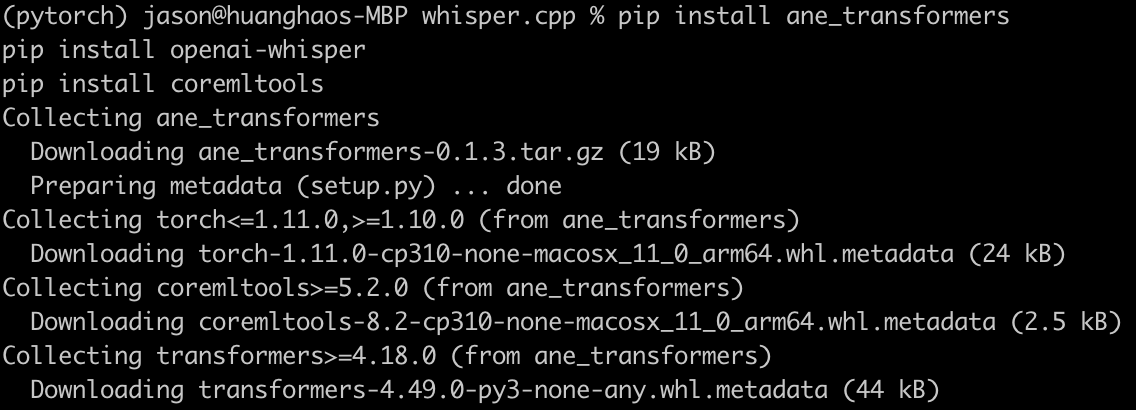 (pytorch) jason@huanghaos-MBP whisper.cpp % pip install ane_transformers
pip install openai-whisper
pip install coremltools
Collecting ane_transformers
  Downloading ane_transformers-0.1.3.tar.gz (19 kB)
  Preparing metadata (setup.py) ... done
Collecting torch<=1.11.0,>=1.10.0 (from ane_transformers)
  Downloading torch-1.11.0-cp310-none-macosx_11_0_arm64.whl.metadata (24 kB)
Collecting coremltools>=5.2.0 (from ane_transformers)
  Downloading coremltools-8.2-cp310-none-macosx_11_0_arm64.whl.metadata (2.5 kB)
Collecting transformers>=4.18.0 (from ane_transformers)
  Downloading transformers-4.49.0-py3-none-any.whl.metadata (44 kB)